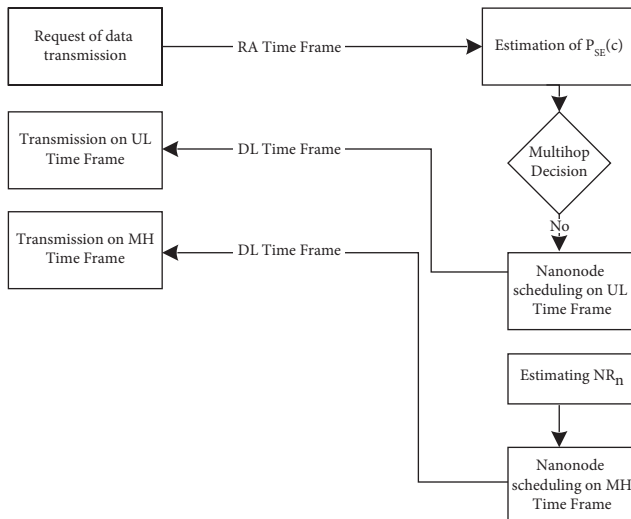 Request of data
transmission
RA Time Frame
Estimation of P_SE(c)
Transmission on UL
Time Frame
DL Time Frame
Multihop
Decision
No
Transmission on MH
Time Frame
DL Time Frame
Nanonode
scheduling on UL
Time Frame
Estimating NR_n
Nanonode
scheduling on MH
Time Frame